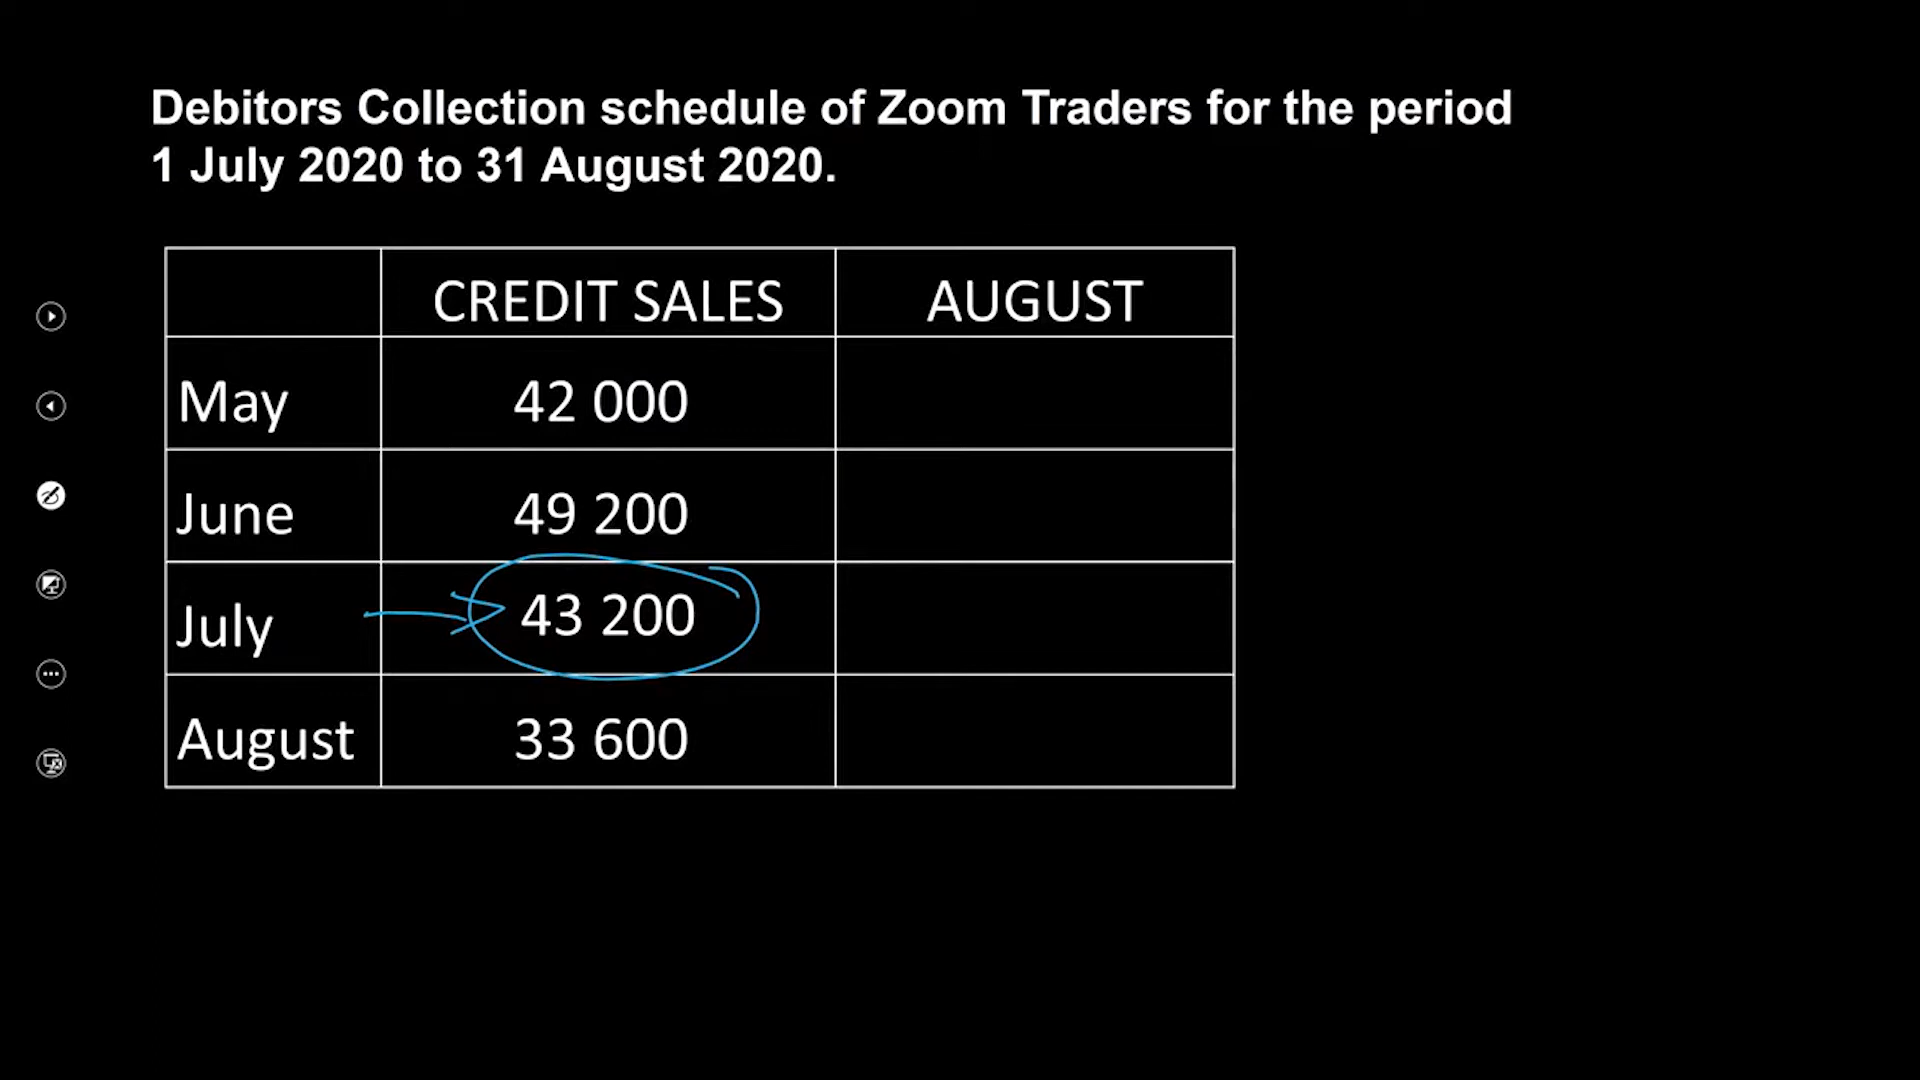 Debitors Collection schedule of Zoom Traders for the period
1 July 2020 to 31 August 2020.
CREDIT SALES AUGUST
May 42 000
June 49 200
July 43 200
August 33 600